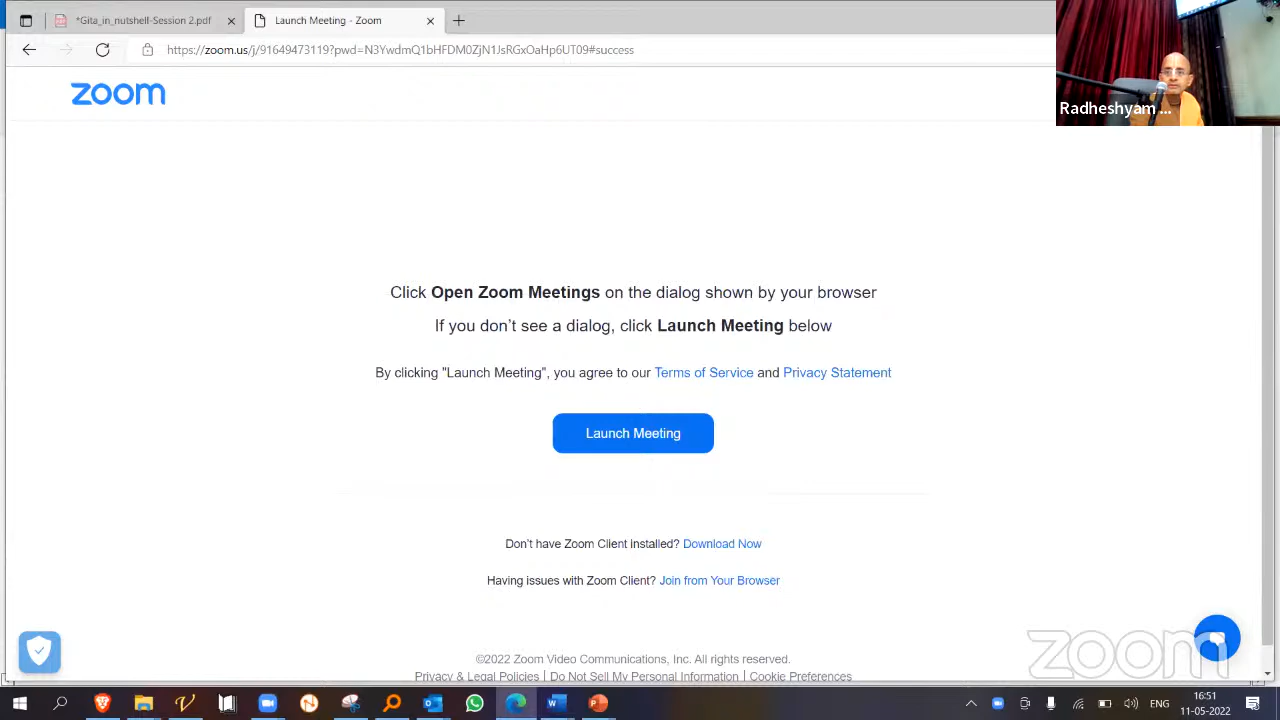 *Gita_in_nutshell-Session 2.pdf
Launch Meeting - Zoom
https://zoom.us/j/91649473119?pwd=N3YwdmQ1bHFDM0ZjN1JsRGxOaHp6UT09#success
zoom
Radheshyam ...
Click Open Zoom Meetings on the dialog shown by your browser
If you don't see a dialog, click Launch Meeting below
By clicking "Launch Meeting", you agree to our Terms of Service and Privacy Statement
Launch Meeting
Don't have Zoom Client installed? Download Now
Having issues with Zoom Client? Join from Your Browser
©2022 Zoom Video Communications, Inc. All rights reserved.
Privacy & Legal Policies | Do Not Sell My Personal Information | Cookie Preferences
zoom
ENG
16:51
11-05-2022